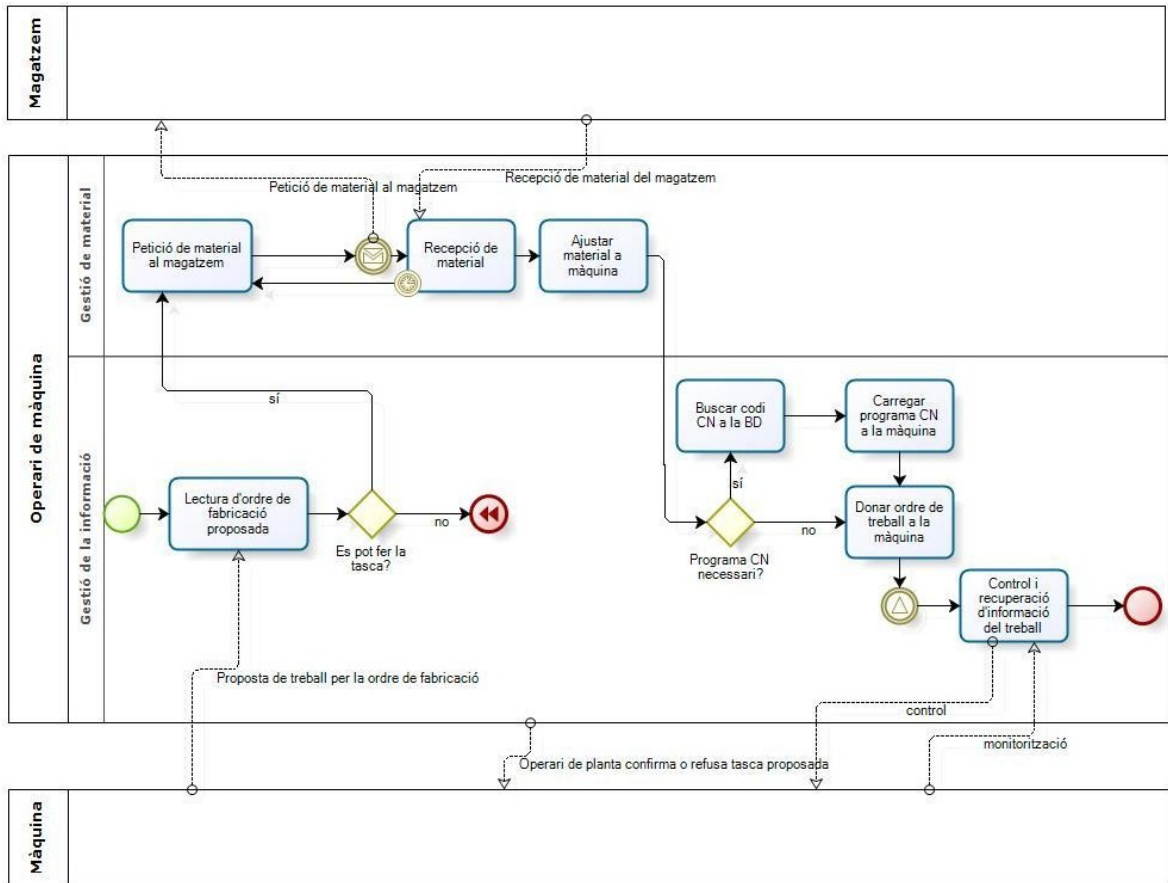 Magatzem
Petició de material al magatzem
Recepció de material del magatzem
Operari de màquina
Gestió de material
Petició de material
al magatzem
Recepció de
material
Ajustar
material a
màquina
Gestió de la informació
sí
Lectura d'ordre de
fabricació
proposada
Es pot fer la
tasca?
no
Buscar codi
CN a la BD
Carregar
programa CN
a la màquina
sí
Programa CN
necessari?
no
Donar ordre de
treball a la
màquina
Control i
recuperació
d'informació
del treball
Proposta de treball per la ordre de fabricació
control
monitorització
Operari de planta confirma o refusa tasca proposada
Màquina